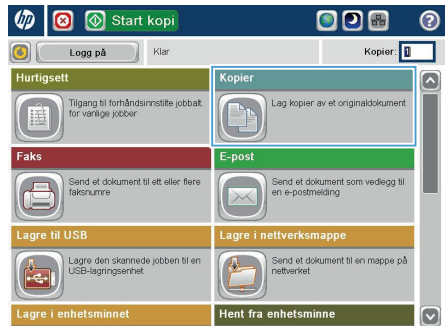 hp Start kopi ?
Logg på Klar Kopier: 1
Hurtigsett
Tilgang til forhåndsinnstilte jobbalt.
for vanlige jobber
Kopier
Lag kopier av et originaldokument
Faks
Send et dokument til ett eller flere
faksnumre
E-post
Send et dokument som vedlegg til
en e-postmelding
Lagre til USB
Lagre den skannede jobben til en
USB-lagringsenhet
Lagre i nettverksmappe
Send et dokument til en mappe på
nettverket
Lagre i enhetsminnet
Hent fra enhetsminne